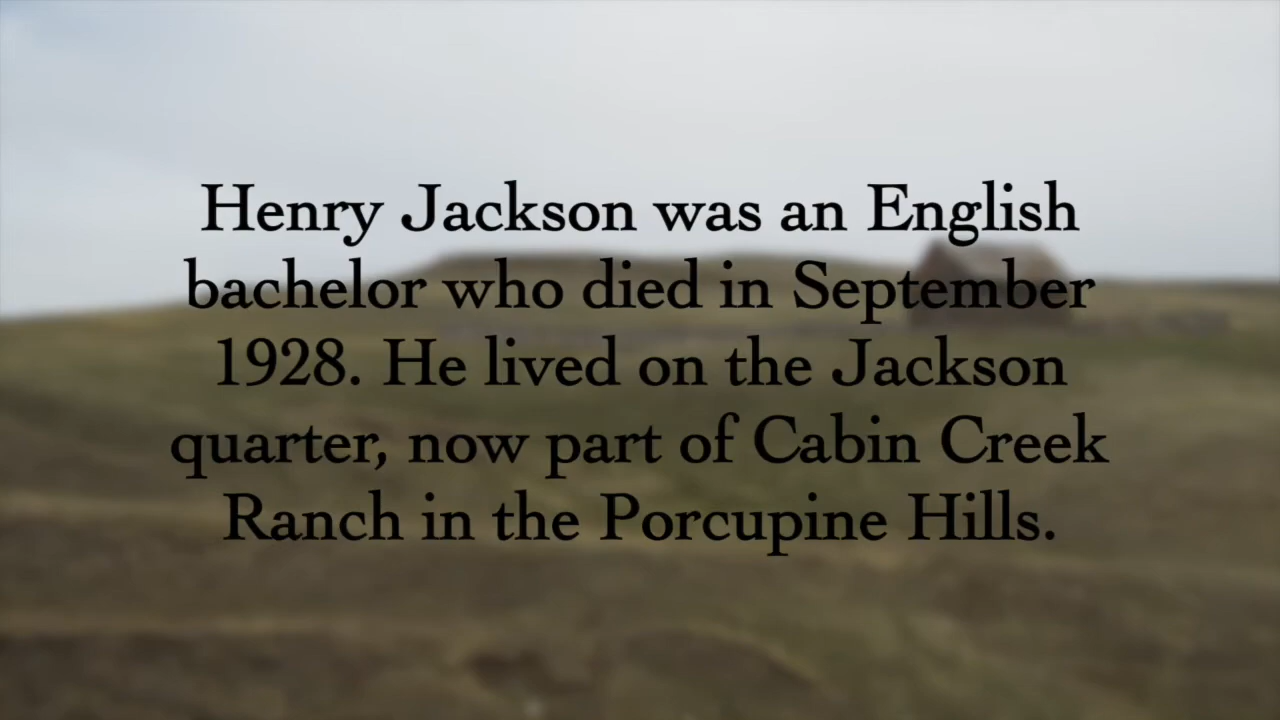 Henry Jackson was an English
bachelor who died in September
1928. He lived on the Jackson
quarter, now part of Cabin Creek
Ranch in the Porcupine Hills.